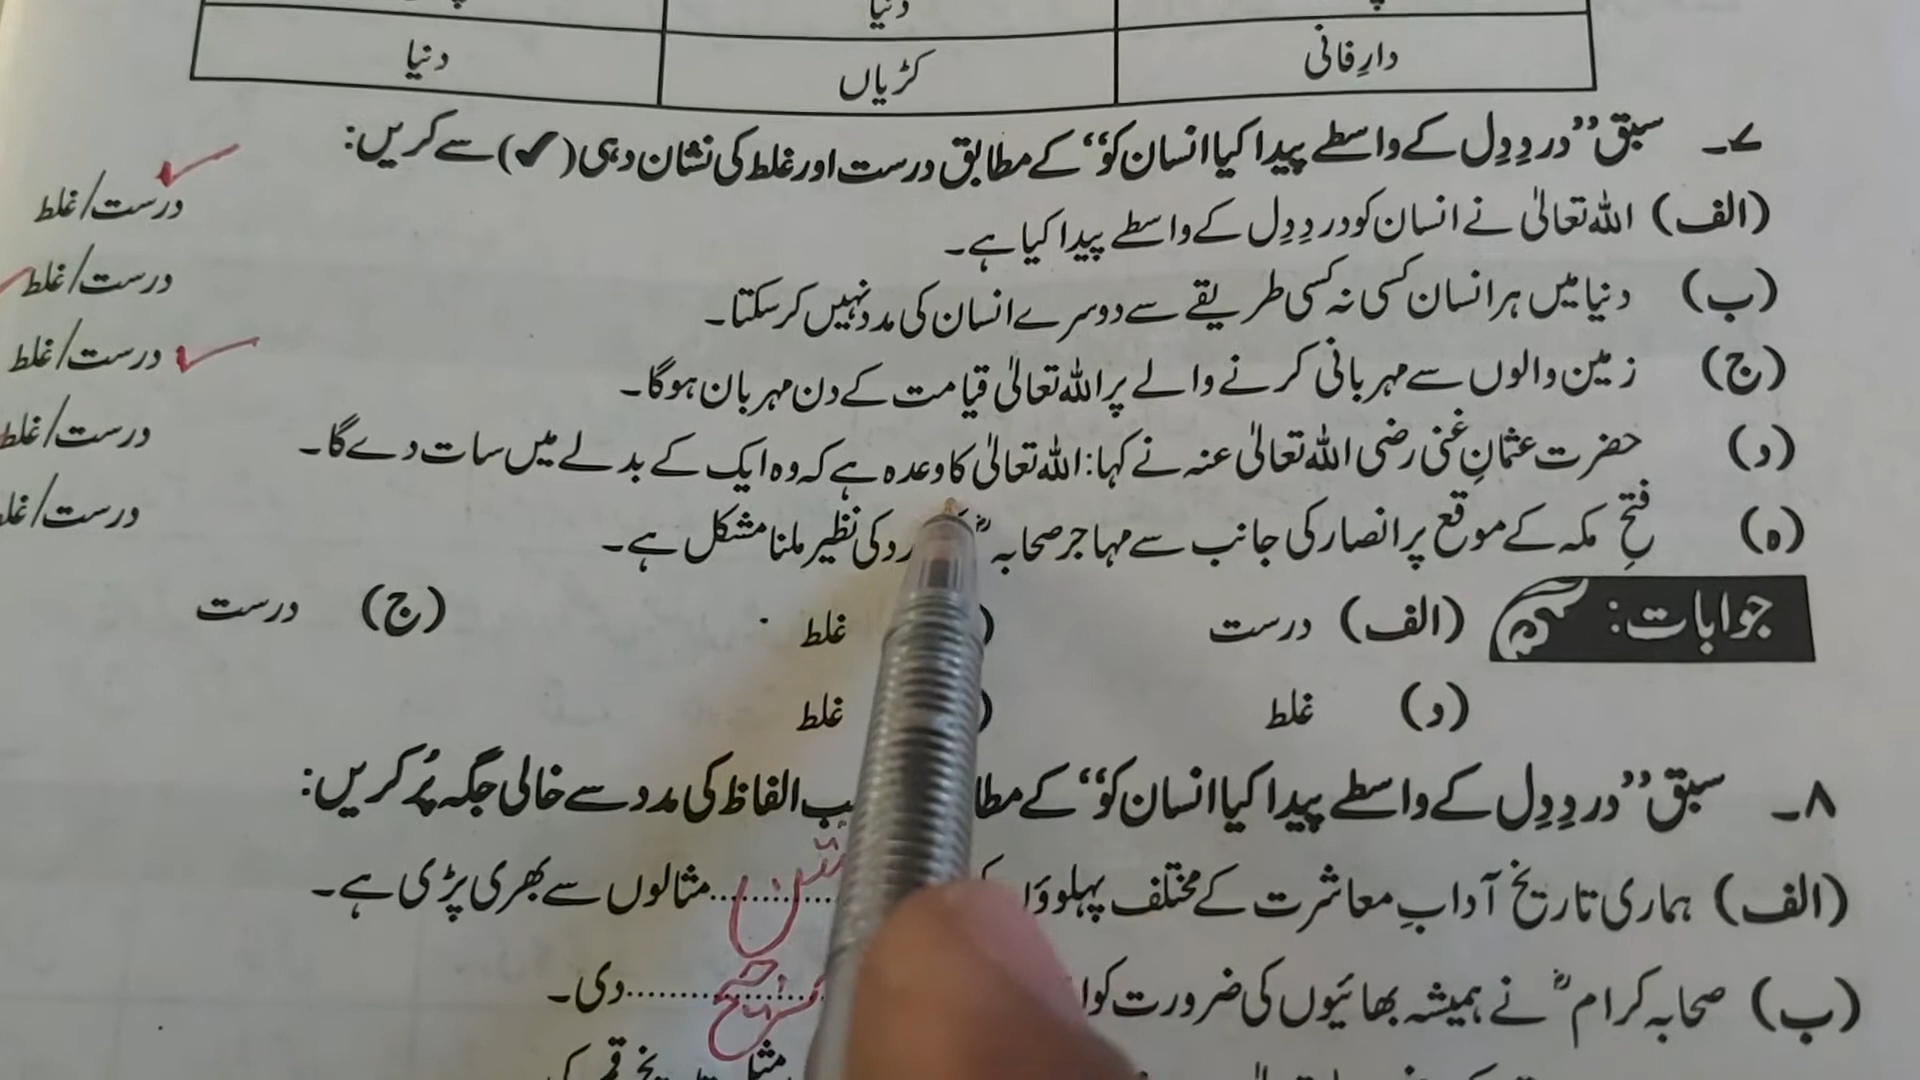 دارِفانی کڑیاں دنیا
۷۔ سبق ’’دردِدِل کے واسطے پیدا کیا انسان کو‘‘ کے مطابق درست اور غلط کی نشان دہی (✔) سے کریں:
(الف) اللہ تعالیٰ نے انسان کو دردِدِل کے واسطے پیدا کیا ہے۔ درست/غلط
(ب) دنیا میں ہر انسان کسی نہ کسی طریقے سے دوسرے انسان کی مدد نہیں کر سکتا۔ درست/غلط
(ج) زمین والوں سے مہربانی کرنے والے پر اللہ تعالیٰ قیامت کے دن مہربان ہوگا۔ درست/غلط
(د) حضرت عثمانِ غنی رضی اللہ تعالیٰ عنہ نے کہا: اللہ تعالیٰ کا وعدہ ہے کہ وہ ایک کے بدلے میں سات دے گا۔ درست/غلط
(ہ) فتحِ مکہ کے موقع پر انصار کی جانب سے مہاجر صحابہؓ کی نظیر ملنا مشکل ہے۔ درست/غلط
جوابات: (الف) درست غلط (ج) درست
(د) غلط غلط
۸۔ سبق ’’دردِدِل کے واسطے پیدا کیا انسان کو‘‘ کے الفاظ کی مدد سے خالی جگہ پُر کریں:
(الف) ہماری تاریخ آدابِ معاشرت کے مختلف پہلوؤں مثالوں سے بھری پڑی ہے۔
(ب) صحابہ کرامؓ نے ہمیشہ بھائیوں کی ضرورت کو دی۔